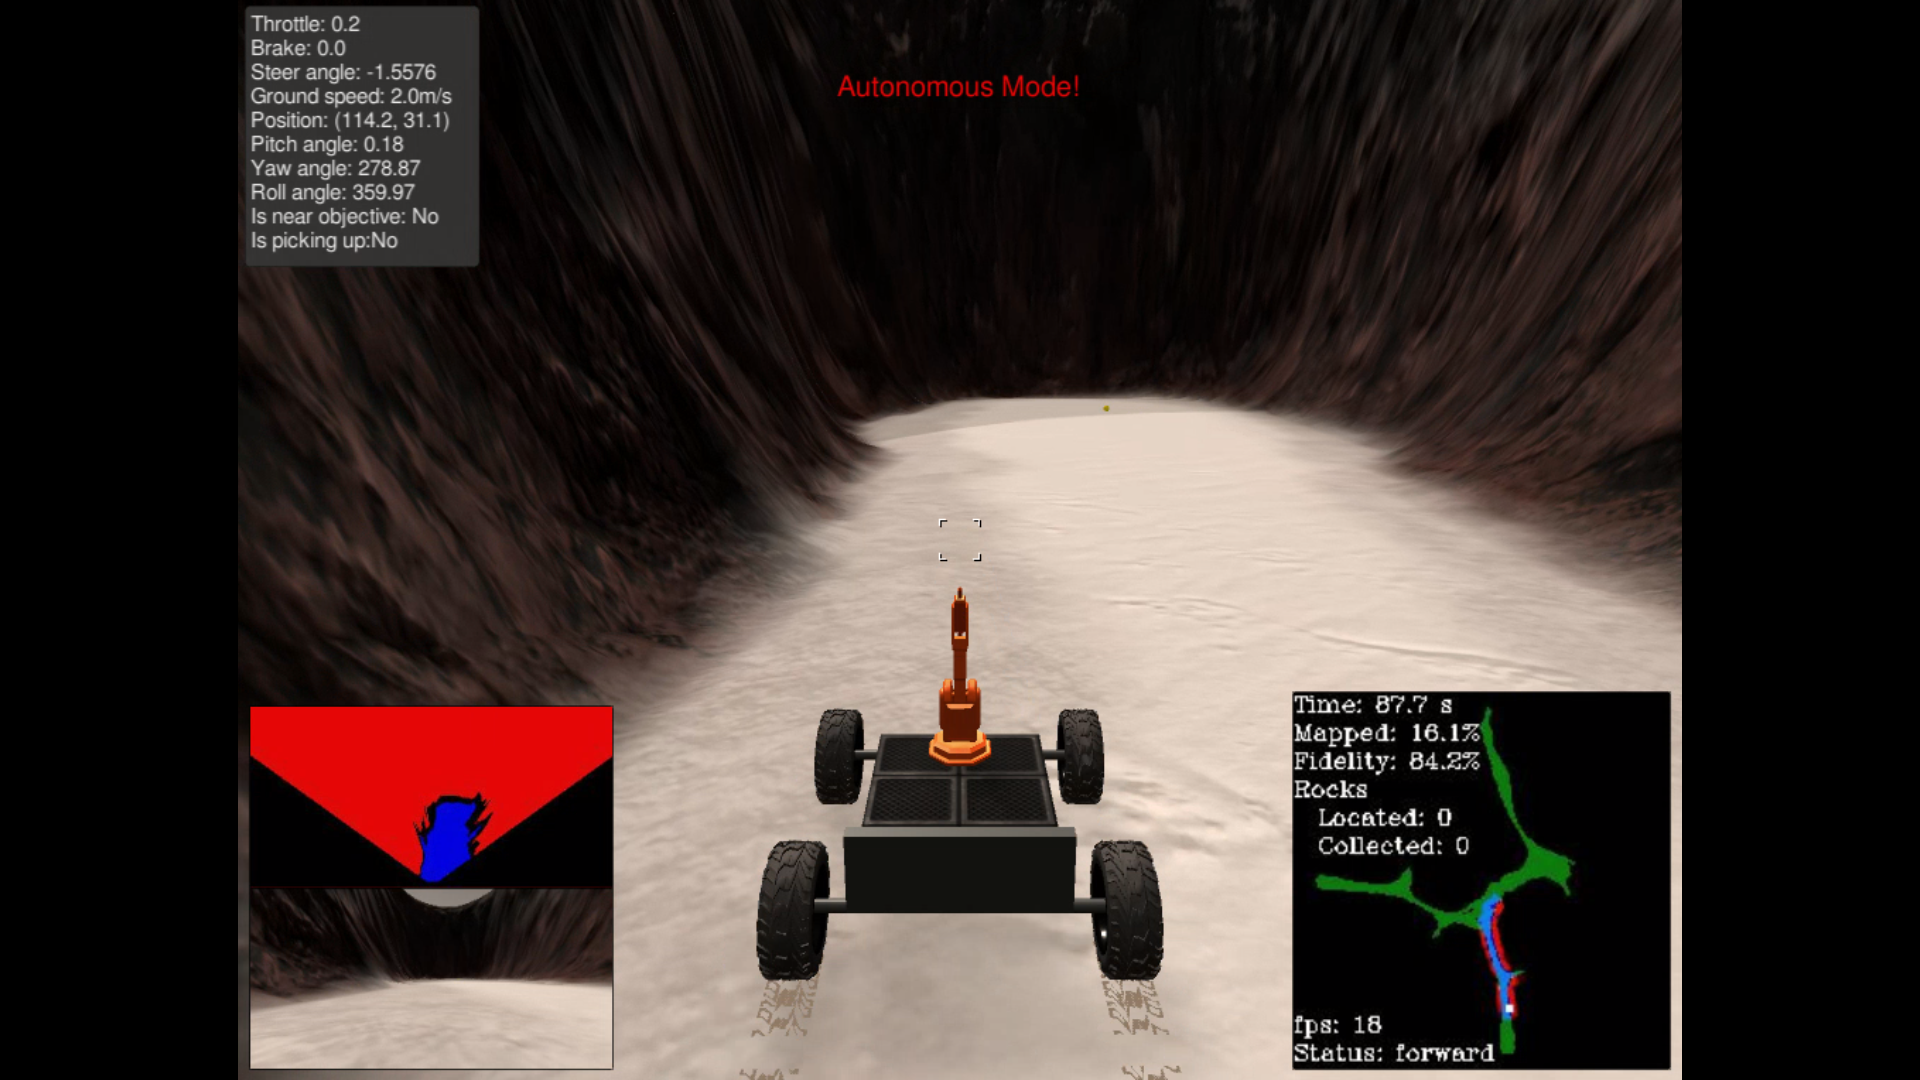 Throttle: 0.2
Brake: 0.0
Steer angle: -1.5576
Ground speed: 2.0m/s
Position: (114.2, 31.1)
Pitch angle: 0.18
Yaw angle: 278.87
Roll angle: 359.97
Is near objective: No
Is picking up:No
Autonomous Mode!
Time: 87.7 s
Mapped: 16.1%
Fidelity: 84.2%
Rocks
Located: 0
Collected: 0
fps: 18
Status: forward